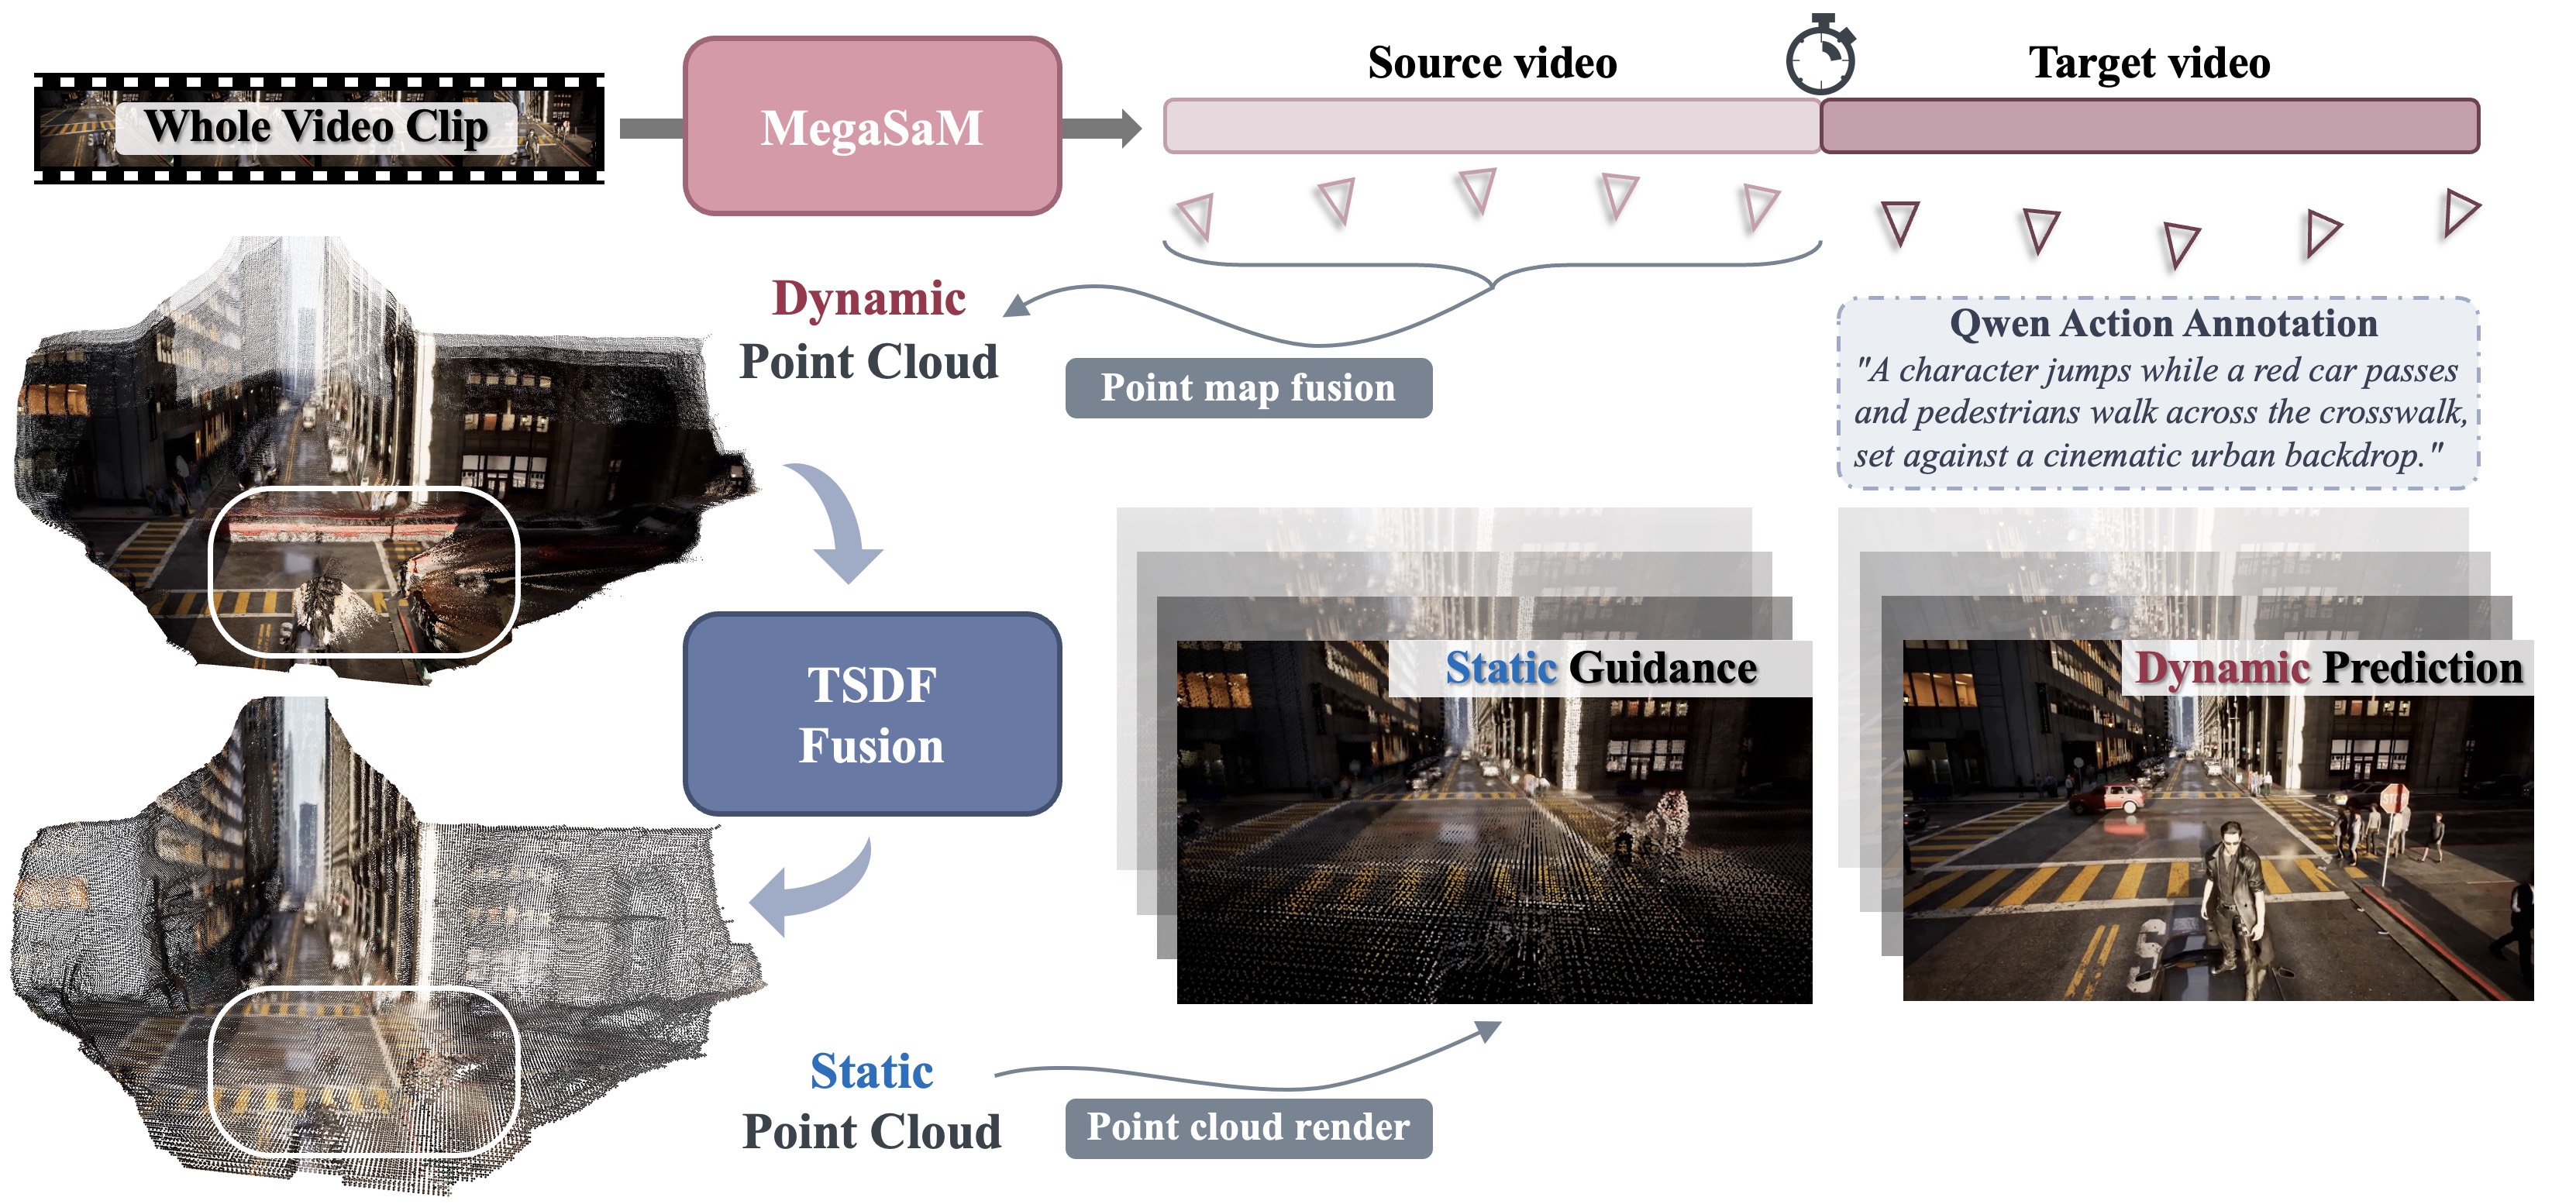 Whole Video Clip
MegaSaM
Source video
Target video
Dynamic
Point Cloud
Point map fusion
Qwen Action Annotation
"A character jumps while a red car passes
and pedestrians walk across the crosswalk,
set against a cinematic urban backdrop."
TSDF
Fusion
Static Guidance
Dynamic Prediction
STOP
Static
Point Cloud
Point cloud render